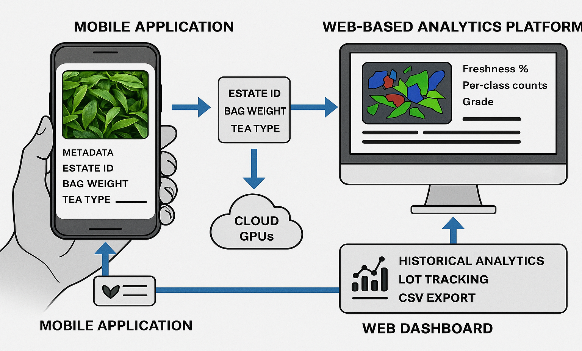 MOBILE APPLICATION
WEB-BASED ANALYTICS PLATFORM
METADATA
ESTATE ID
BAG WEIGHT
TEA TYPE
ESTATE ID
BAG WEIGHT
TEA TYPE
CLOUD
GPUs
Freshness %
Per-class counts
Grade
HISTORICAL ANALYTICS
LOT TRACKING
CSV EXPORT
MOBILE APPLICATION
WEB DASHBOARD